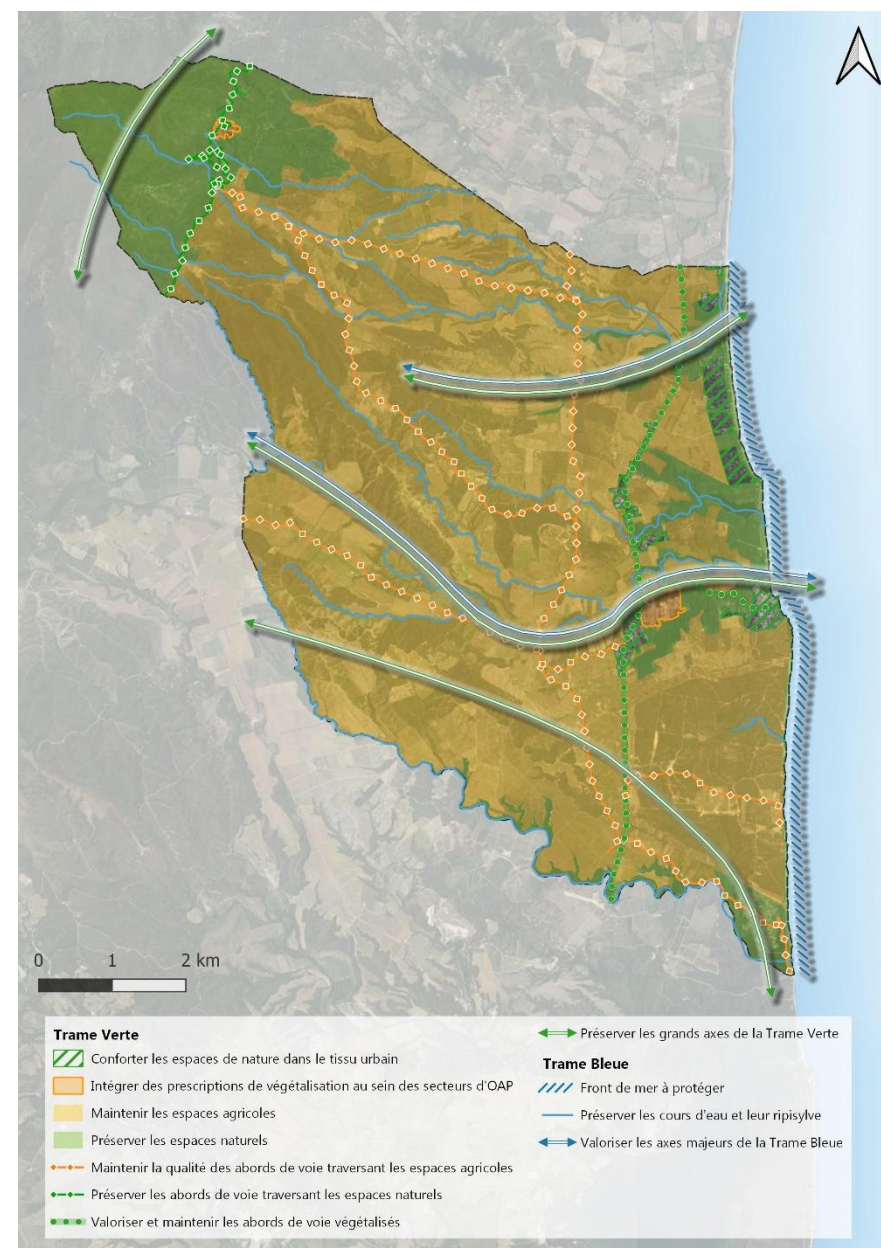 0 1 2 km
Trame Verte
Conforter les espaces de nature dans le tissu urbain
Intégrer des prescriptions de végétalisation au sein des secteurs d'OAP
Maintenir les espaces agricoles
Préserver les espaces naturels
Maintenir la qualité des abords de voie traversant les espaces agricoles
Préserver les abords de voie traversant les espaces naturels
Valoriser et maintenir les abords de voie végétalisés
Préserver les grands axes de la Trame Verte
Trame Bleue
Front de mer à protéger
Préserver les cours d'eau et leur ripisylve
Valoriser les axes majeurs de la Trame Bleue